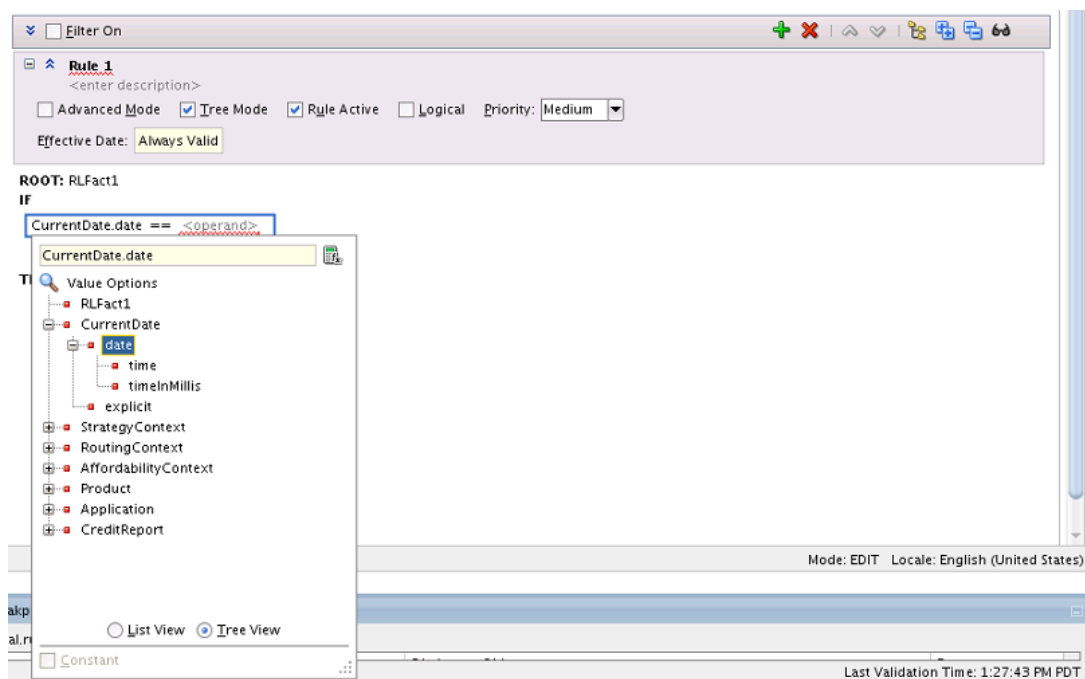 Filter On
Rule 1
<enter description>
Advanced Mode Tree Mode Rule Active Logical Priority: Medium
Effective Date: Always Valid
ROOT: RLFact1
IF
CurrentDate.date == <operand>
CurrentDate.date
Value Options
RLFact1
CurrentDate
date
time
timeInMillis
explicit
StrategyContext
RoutingContext
AffordabilityContext
Product
Application
CreditReport
Mode: EDIT Locale: English (United States)
akp
List View Tree View
al.ru
Constant
Last Validation Time: 1:27:43 PM PDT